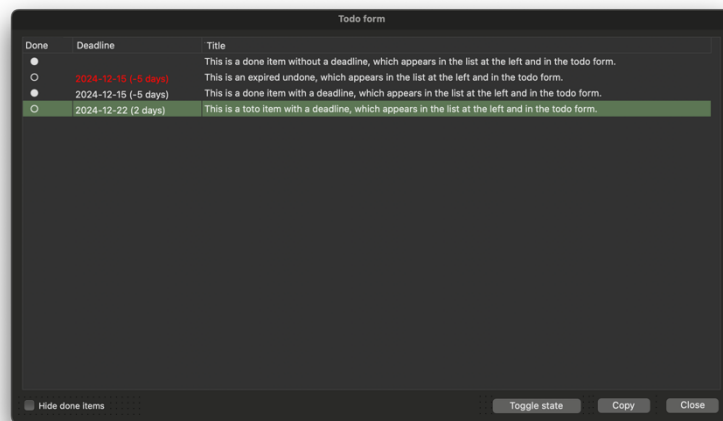 Todo form
Done Deadline Title
This is a done item without a deadline, which appears in the list at the left and in the todo form.
2024-12-15 (-5 days) This is an expired undone, which appears in the list at the left and in the todo form.
2024-12-15 (-5 days) This is a done item with a deadline, which appears in the list at the left and in the todo form.
2024-12-22 (2 days) This is a toto item with a deadline, which appears in the list at the left and in the todo form.
Hide done items Toggle state Copy Close